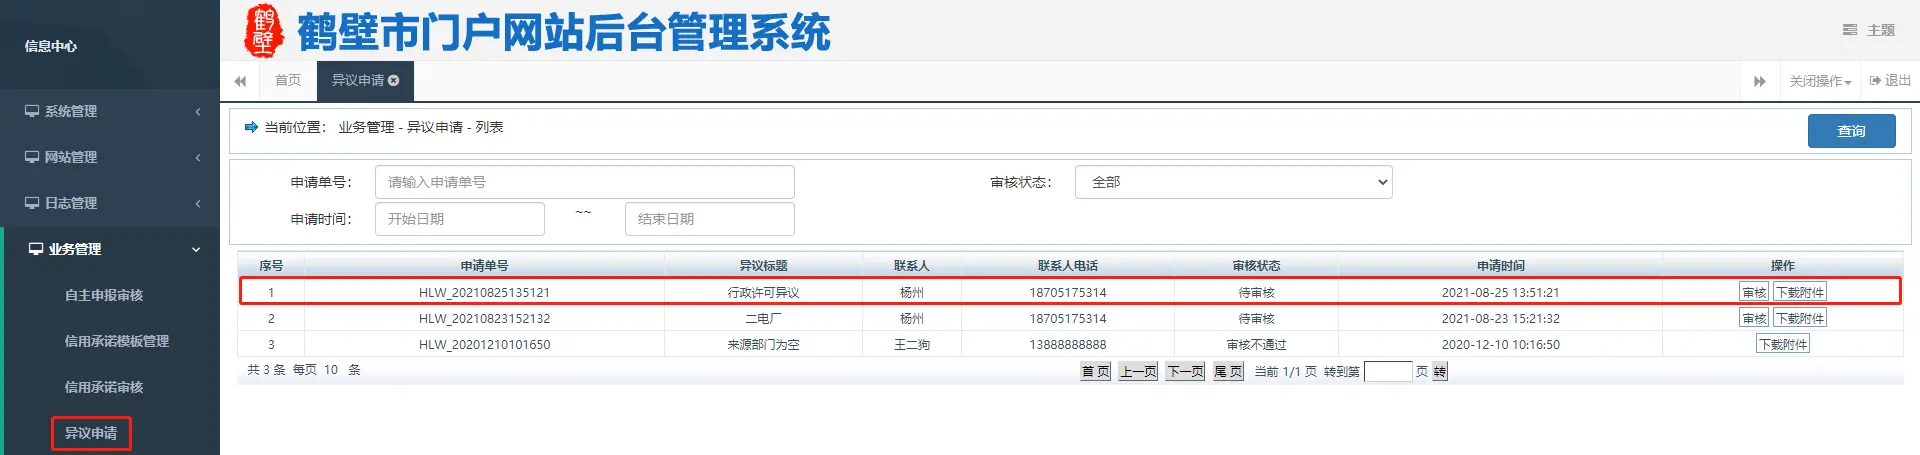 信息中心
鹤壁
鹤壁市门户网站后台管理系统
主题
首页
异议申请
关闭操作
退出
系统管理
网站管理
日志管理
业务管理
自主申报审核
信用承诺模板管理
信用承诺审核
异议申请
当前位置： 业务管理 - 异议申请 - 列表
查询
申请单号： 请输入申请单号 审核状态： 全部
申请时间： 开始日期 ~~ 结束日期
序号 申请单号 异议标题 联系人 联系人电话 审核状态 申请时间 操作
1 HLW_20210825135121 行政许可异议 杨州 18705175314 待审核 2021-08-25 13:51:21 审核 下载附件
2 HLW_20210823152132 二电厂 杨州 18705175314 待审核 2021-08-23 15:21:32 审核 下载附件
3 HLW_20201210101650 来源部门为空 王二狗 13888888888 审核不通过 2020-12-10 10:16:50 下载附件
共 3 条 每页 10 条 首 页 上一页 下一页 尾 页 当前 1/1 页 转到第 页 转